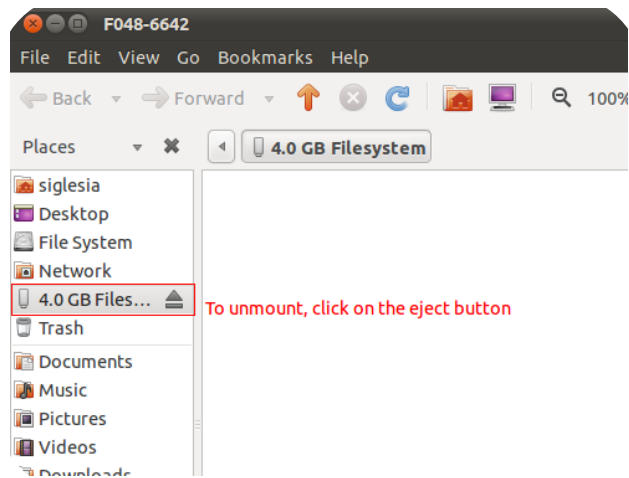 F048-6642
File Edit View Go Bookmarks Help
Back Forward 100%
Places 4.0 GB Filesystem
siglesia
Desktop
File System
Network
4.0 GB Files...
To unmount, click on the eject button
Trash
Documents
Music
Pictures
Videos
Downloads